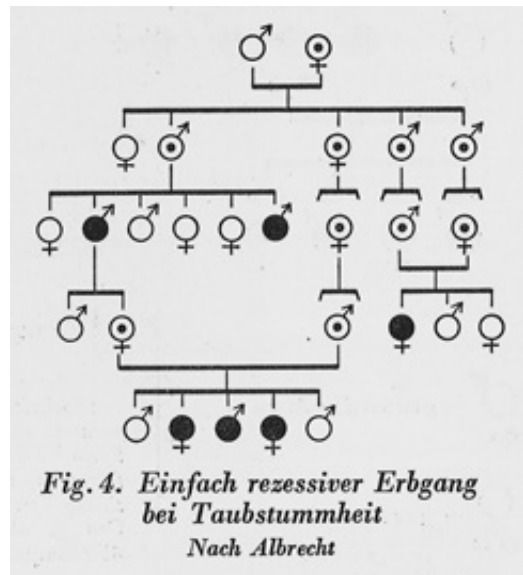 Fig. 4. Einfach rezessiver Erbgang
bei Taubstummheit
Nach Albrecht